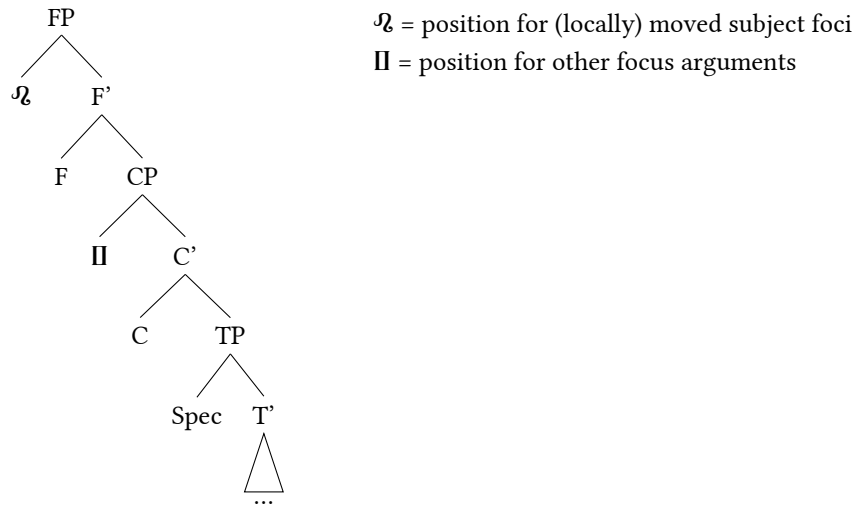 FP
♌ = position for (locally) moved subject foci
♊ = position for other focus arguments
♌ F’
F CP
♊ C’
C TP
Spec T’
...